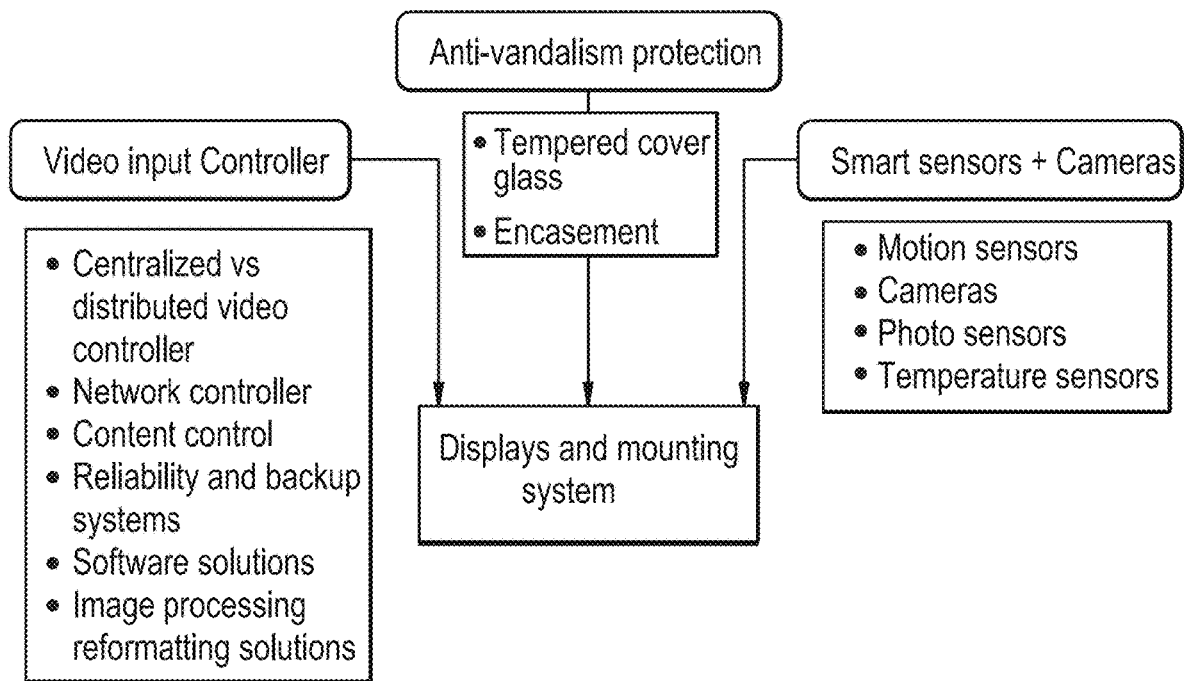 Anti-vandalism protection
• Tempered cover
glass
• Encasement
Video input Controller
• Centralized vs
distributed video
controller
• Network controller
• Content control
• Reliability and backup
systems
• Software solutions
• Image processing
reformatting solutions
Smart sensors + Cameras
• Motion sensors
• Cameras
• Photo sensors
• Temperature sensors
Displays and mounting
system